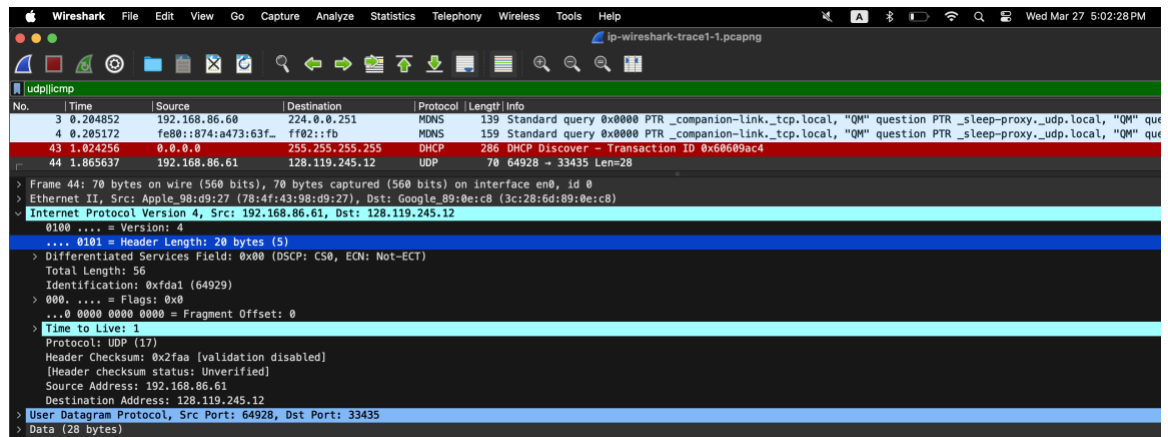 Wireshark File Edit View Go Capture Analyze Statistics Telephony Wireless Tools Help A Wed Mar 27 5:02:28 PM
ip-wireshark-trace1-1.pcapng
udp||icmp
No. Time Source Destination Protocol Length Info
3 0.204852 192.168.86.60 224.0.0.251 MDNS 139 Standard query 0x0000 PTR _companion-link._tcp.local, "QM" question PTR _sleep-proxy._udp.local, "QM" que
4 0.205172 fe80::874:a473:63f… ff02::fb MDNS 159 Standard query 0x0000 PTR _companion-link._tcp.local, "QM" question PTR _sleep-proxy._udp.local, "QM" que
43 1.024256 0.0.0.0 255.255.255.255 DHCP 286 DHCP Discover - Transaction ID 0x60609ac4
44 1.865637 192.168.86.61 128.119.245.12 UDP 70 64928 → 33435 Len=28
> Frame 44: 70 bytes on wire (560 bits), 70 bytes captured (560 bits) on interface en0, id 0
> Ethernet II, Src: Apple_98:d9:27 (78:4f:43:98:d9:27), Dst: Google_89:0e:c8 (3c:28:6d:89:0e:c8)
Internet Protocol Version 4, Src: 192.168.86.61, Dst: 128.119.245.12
0100 .... = Version: 4
.... 0101 = Header Length: 20 bytes (5)
> Differentiated Services Field: 0x00 (DSCP: CS0, ECN: Not-ECT)
Total Length: 56
Identification: 0xfda1 (64929)
> 000. .... = Flags: 0x0
...0 0000 0000 0000 = Fragment Offset: 0
> Time to Live: 1
Protocol: UDP (17)
Header Checksum: 0x2faa [validation disabled]
[Header checksum status: Unverified]
Source Address: 192.168.86.61
Destination Address: 128.119.245.12
> User Datagram Protocol, Src Port: 64928, Dst Port: 33435
> Data (28 bytes)